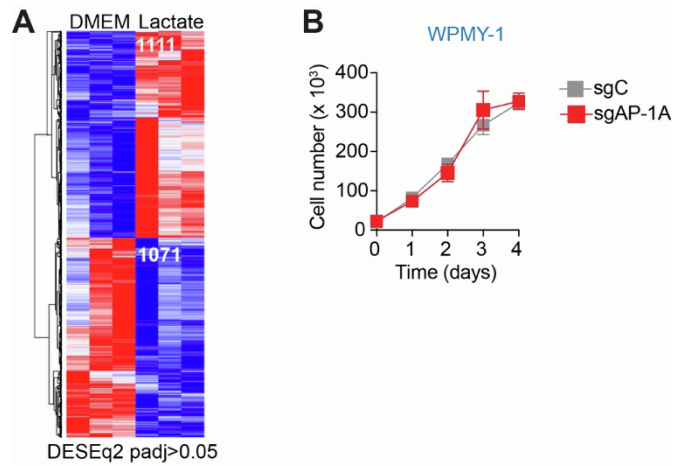 A
DMEM Lactate
1111
1071
DESEq2 padj>0.05
B
WPMY-1
Cell number (x 10³)
400
300
200
100
0
0 1 2 3 4
Time (days)
sgC
sgAP-1A